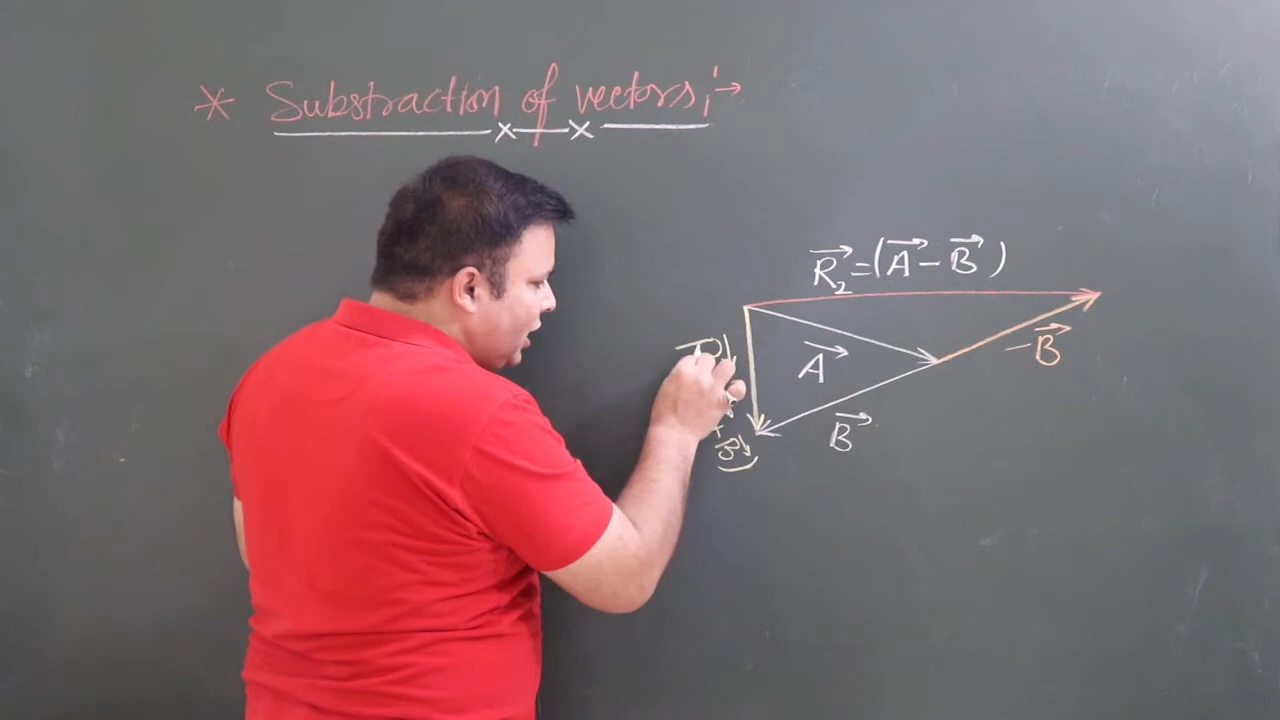 * Substraction of vectors;→
R₂ = (A⃗ - B⃗)
A⃗
-B⃗
B⃗
+ B⃗)